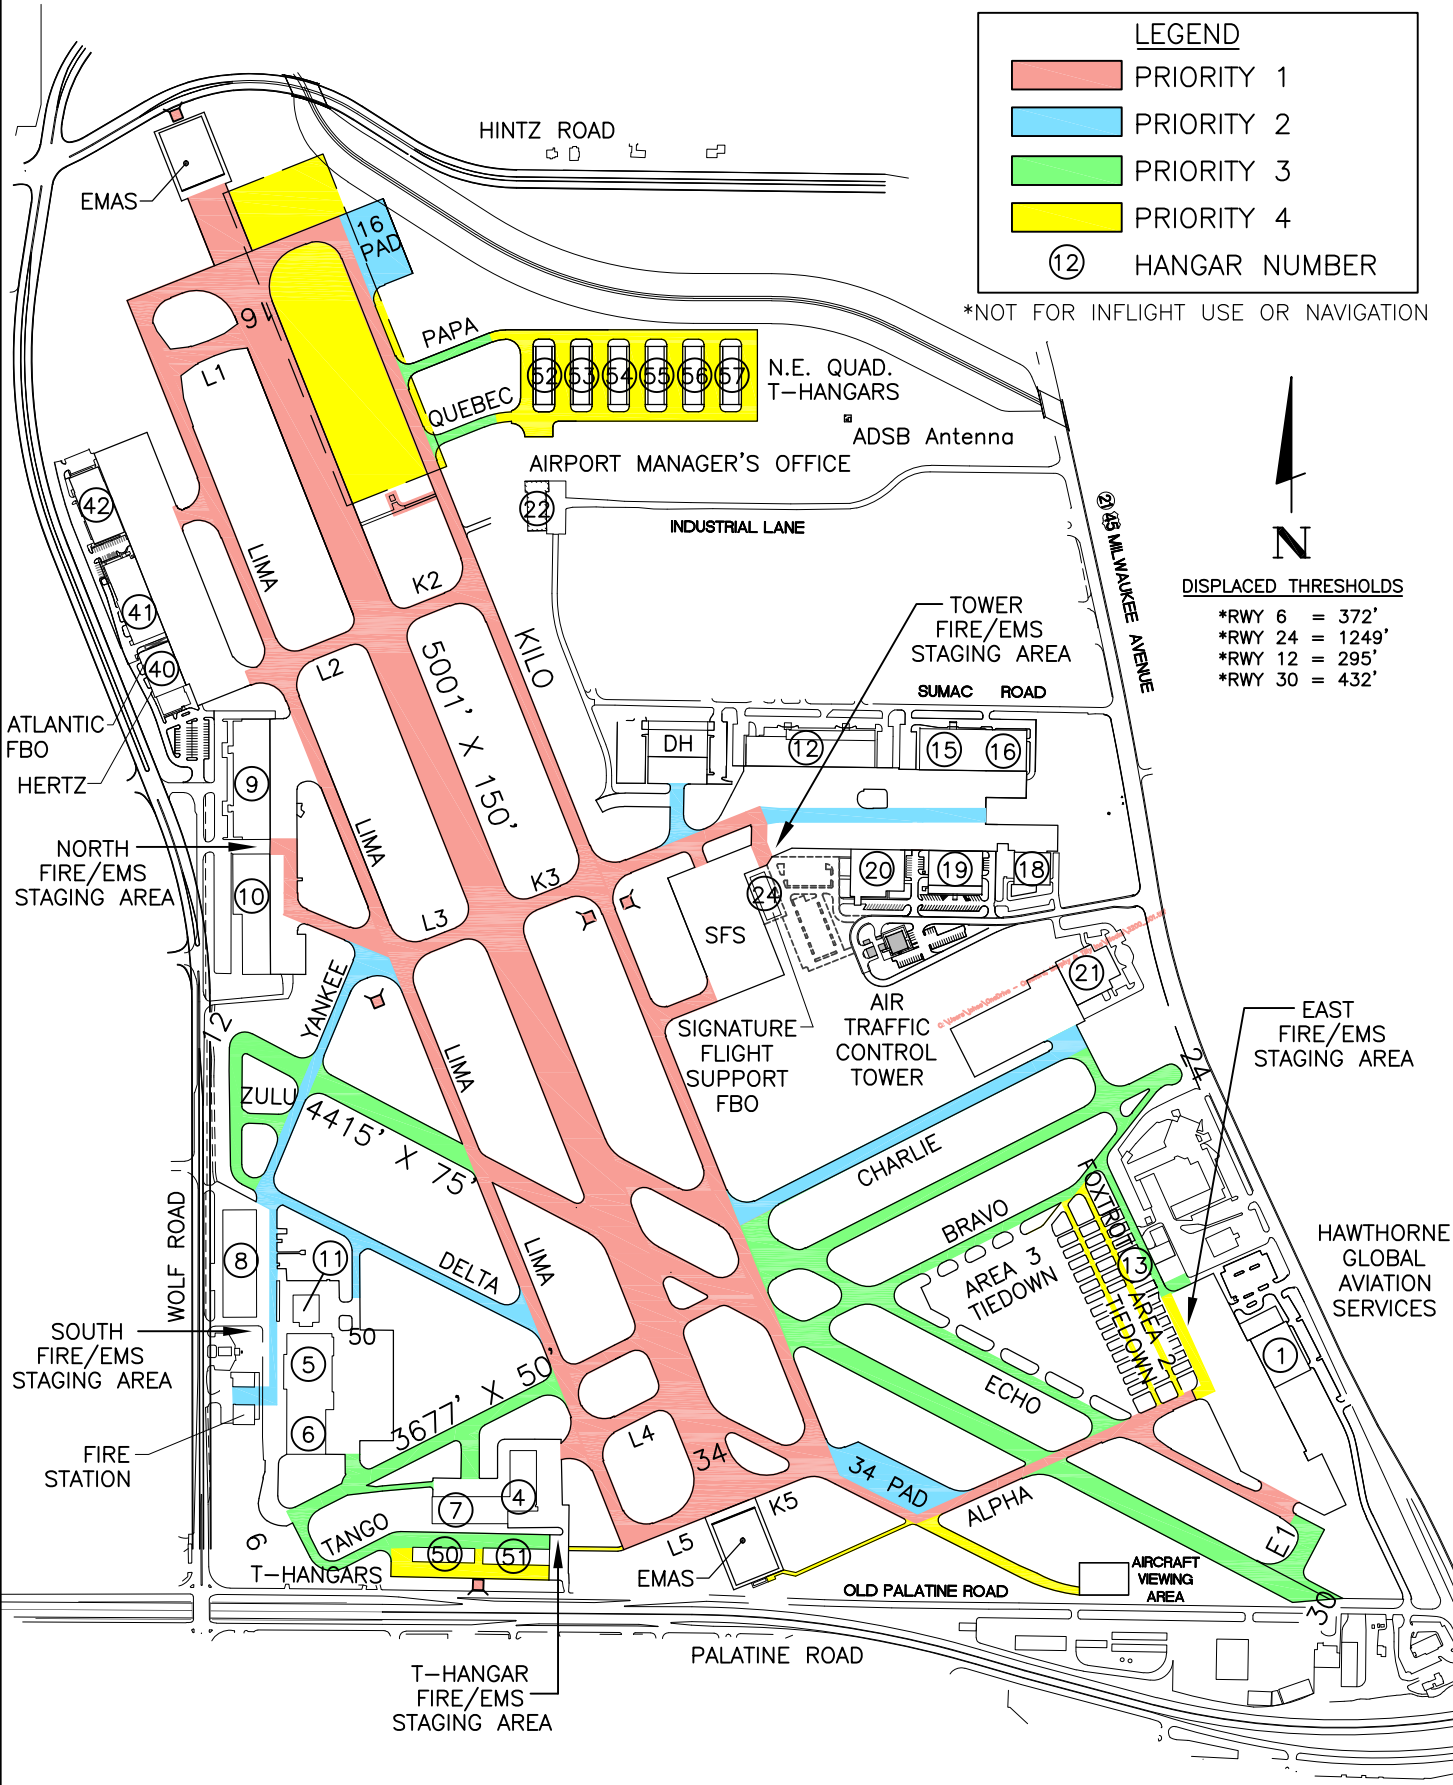 LEGEND
PRIORITY 1
PRIORITY 2
PRIORITY 3
PRIORITY 4
12 HANGAR NUMBER
*NOT FOR INFLIGHT USE OR NAVIGATION
HINTZ ROAD
EMAS
16
PAD
16
PAPA
QUEBEC
52 53 54 55 56 57
N.E. QUAD.
T-HANGARS
ADSB Antenna
L1
AIRPORT MANAGER'S OFFICE
22
INDUSTRIAL LANE
21 45 MILWAUKEE AVENUE
N
DISPLACED THRESHOLDS
*RWY 6 = 372'
*RWY 24 = 1249'
*RWY 12 = 295'
*RWY 30 = 432'
42
41
40
LIMA
K2
L2
KILO
5001' X 150'
TOWER
FIRE/EMS
STAGING AREA
SUMAC ROAD
ATLANTIC
FBO
HERTZ
DH
12
15
16
9
NORTH
FIRE/EMS
STAGING AREA
10
LIMA
K3
L3
20
19
18
24
SFS
21
SIGNATURE
FLIGHT
SUPPORT
FBO
AIR
TRAFFIC
CONTROL
TOWER
EAST
FIRE/EMS
STAGING AREA
12
YANKEE
ZULU
4415' X 75'
LIMA
24
CHARLIE
BRAVO
FOXTROT
WOLF ROAD
8
11
DELTA
LIMA
AREA 3
TIEDOWN
13
AREA 2
TIEDOWN
HAWTHORNE
GLOBAL
AVIATION
SERVICES
SOUTH
FIRE/EMS
STAGING AREA
50
5
6
1
ECHO
3677' X 50'
FIRE
STATION
L4
34
34 PAD
7
4
K5
ALPHA
6
TANGO
50
51
L5
E1
T-HANGARS
EMAS
OLD PALATINE ROAD
AIRCRAFT
VIEWING
AREA
30
PALATINE ROAD
T-HANGAR
FIRE/EMS
STAGING AREA